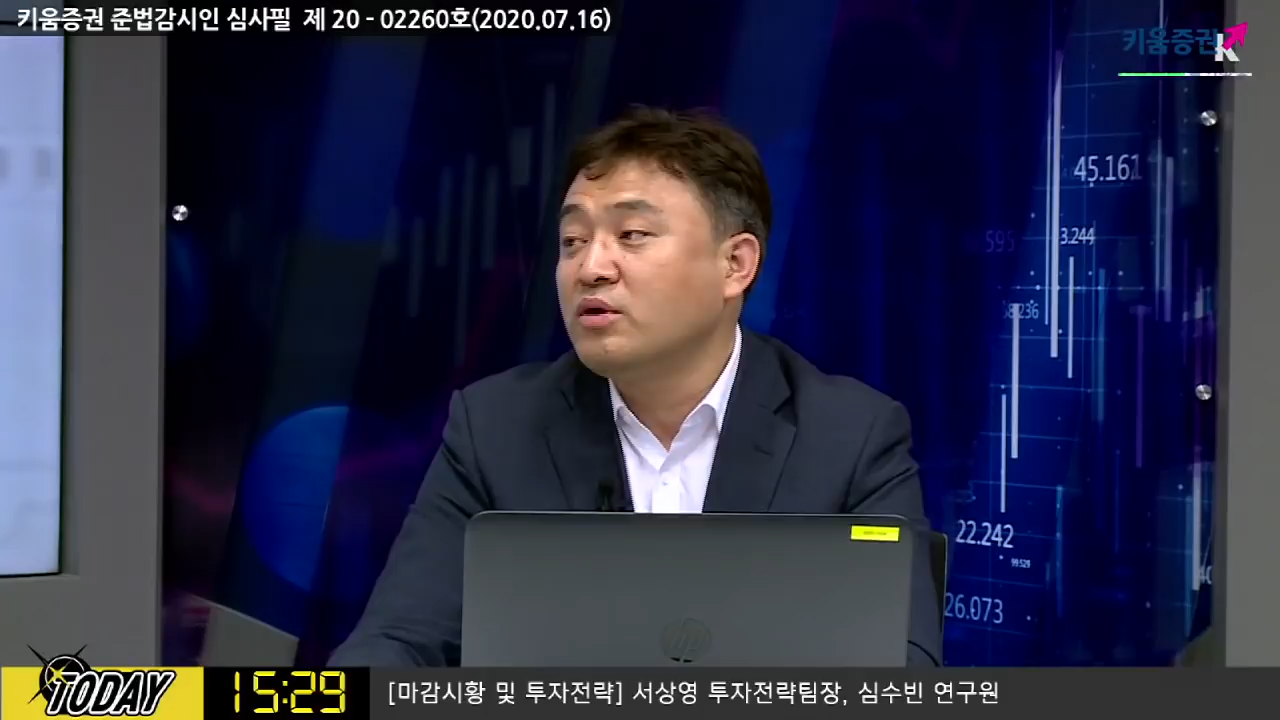 키움증권 준법감시인 심사필 제 20 - 02260호(2020.07.16)
키움증권
45.161
595
3.244
22.242
99.529
26.073
hp
TODAY
15:29
[마감시황 및 투자전략] 서상영 투자전략팀장, 심수빈 연구원